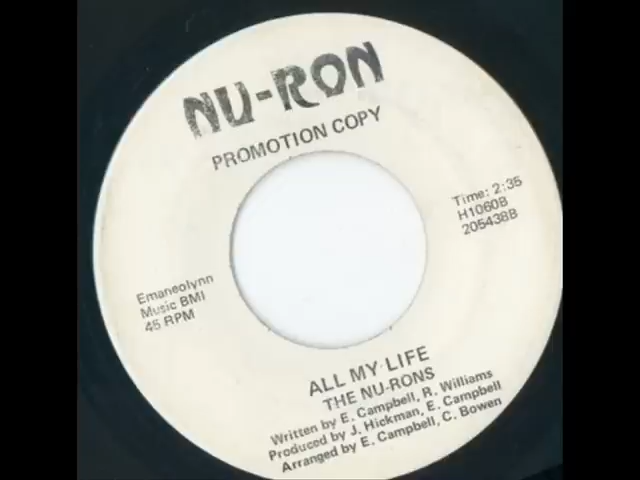 NU-RON
PROMOTION COPY
Time: 2:35
H1060B
205438B
Emaneolynn
Music BMI
45 RPM
ALL MY LIFE
THE NU-RONS
Written by E. Campbell, R. Williams
Produced by J. Hickman, E. Campbell
Arranged by E. Campbell, C. Bowen